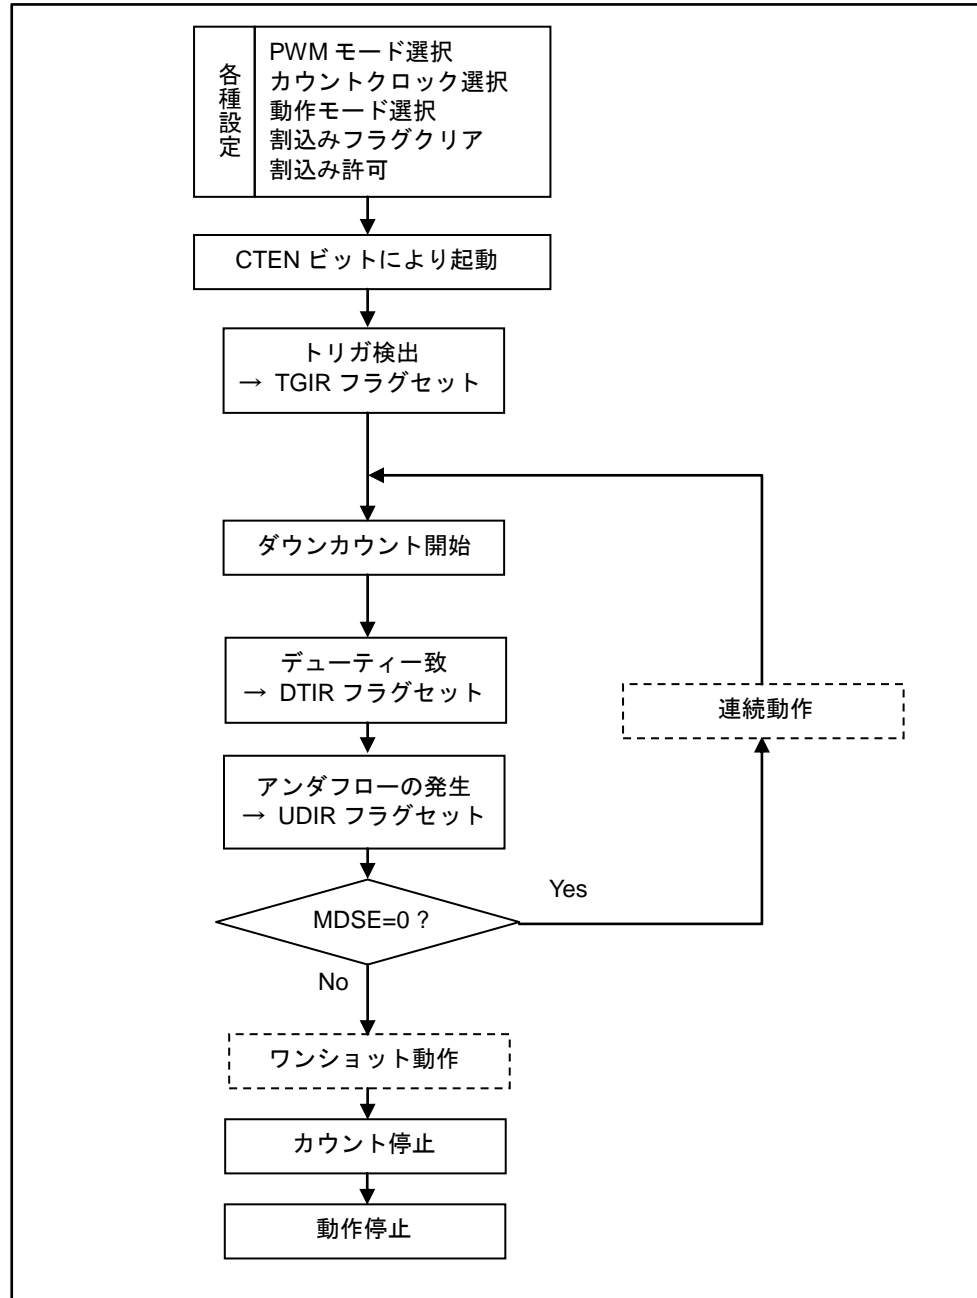 各種設定
PWM モード選択
カウントクロック選択
動作モード選択
割込みフラグクリア
割込み許可
CTEN ビットにより起動
トリガ検出
→ TGIR フラグセット
ダウンカウント開始
デューティ一致
→ DTIR フラグセット
連続動作
アンダフローの発生
→ UDIR フラグセット
Yes
MDSE=0 ?
No
ワンショット動作
カウント停止
動作停止